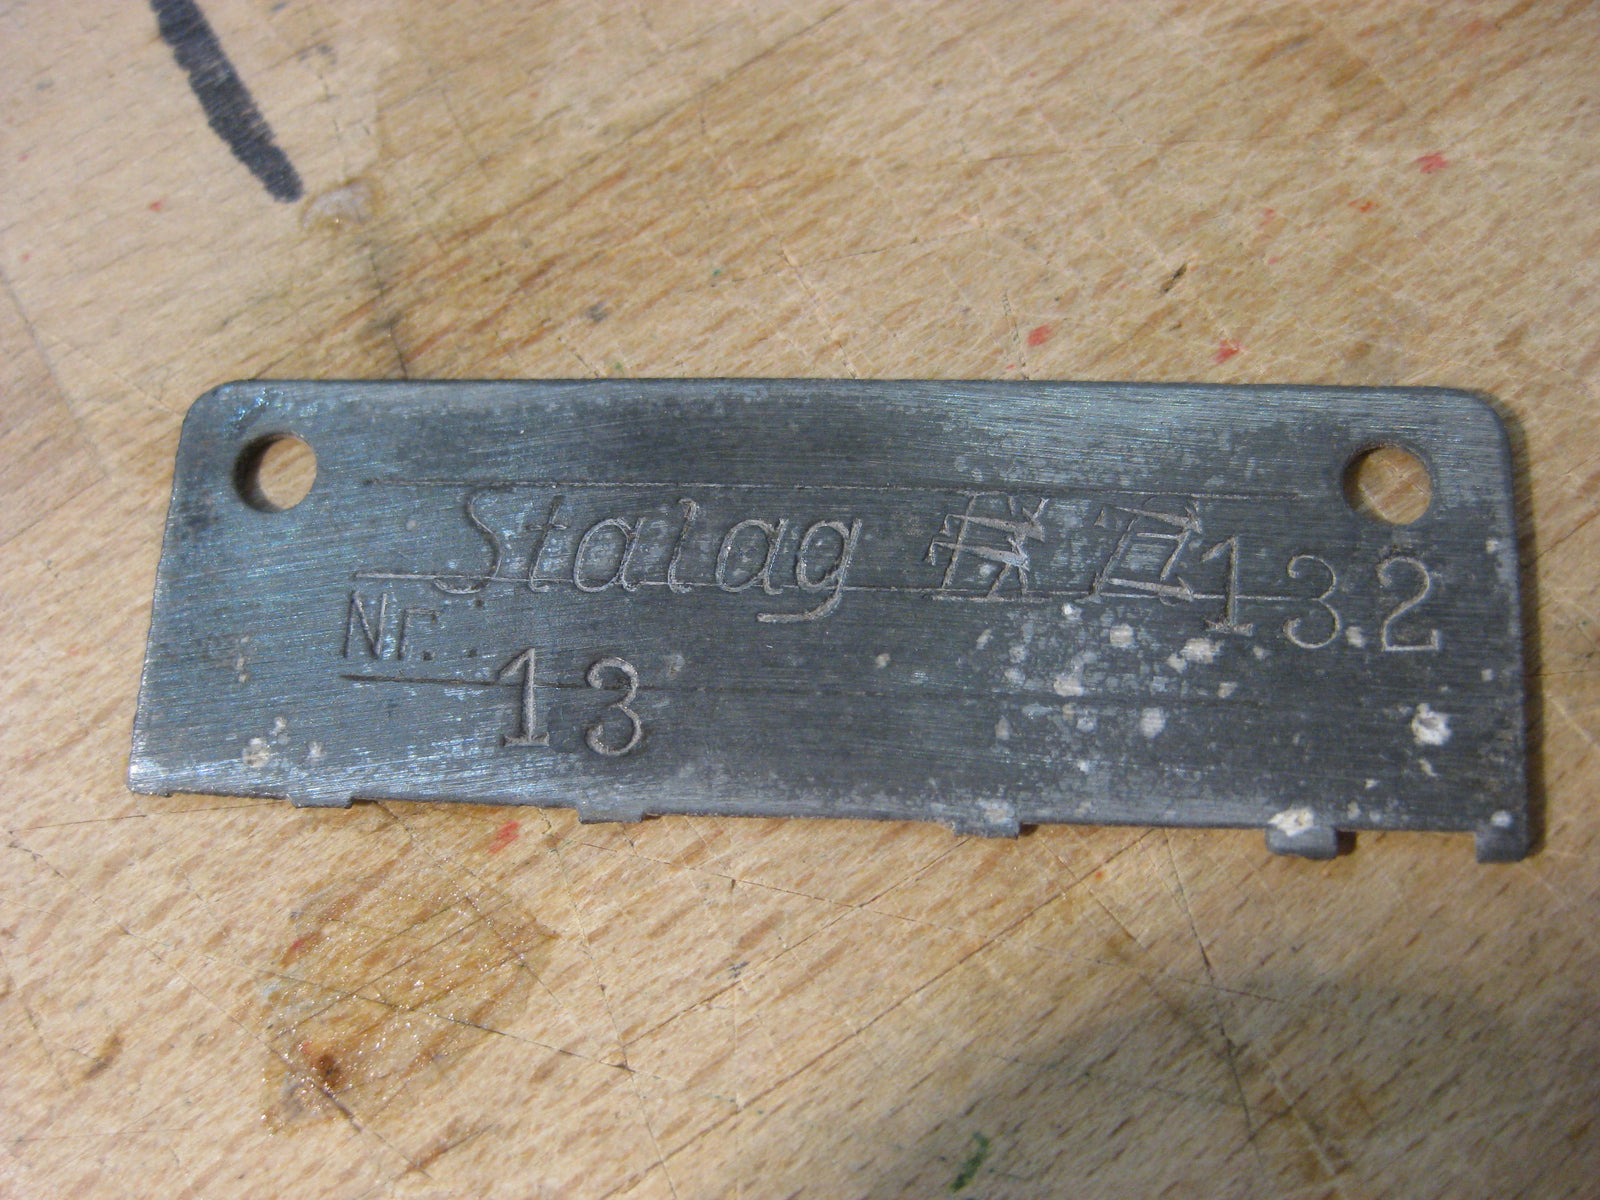 Stalag 132
Nr. : 13